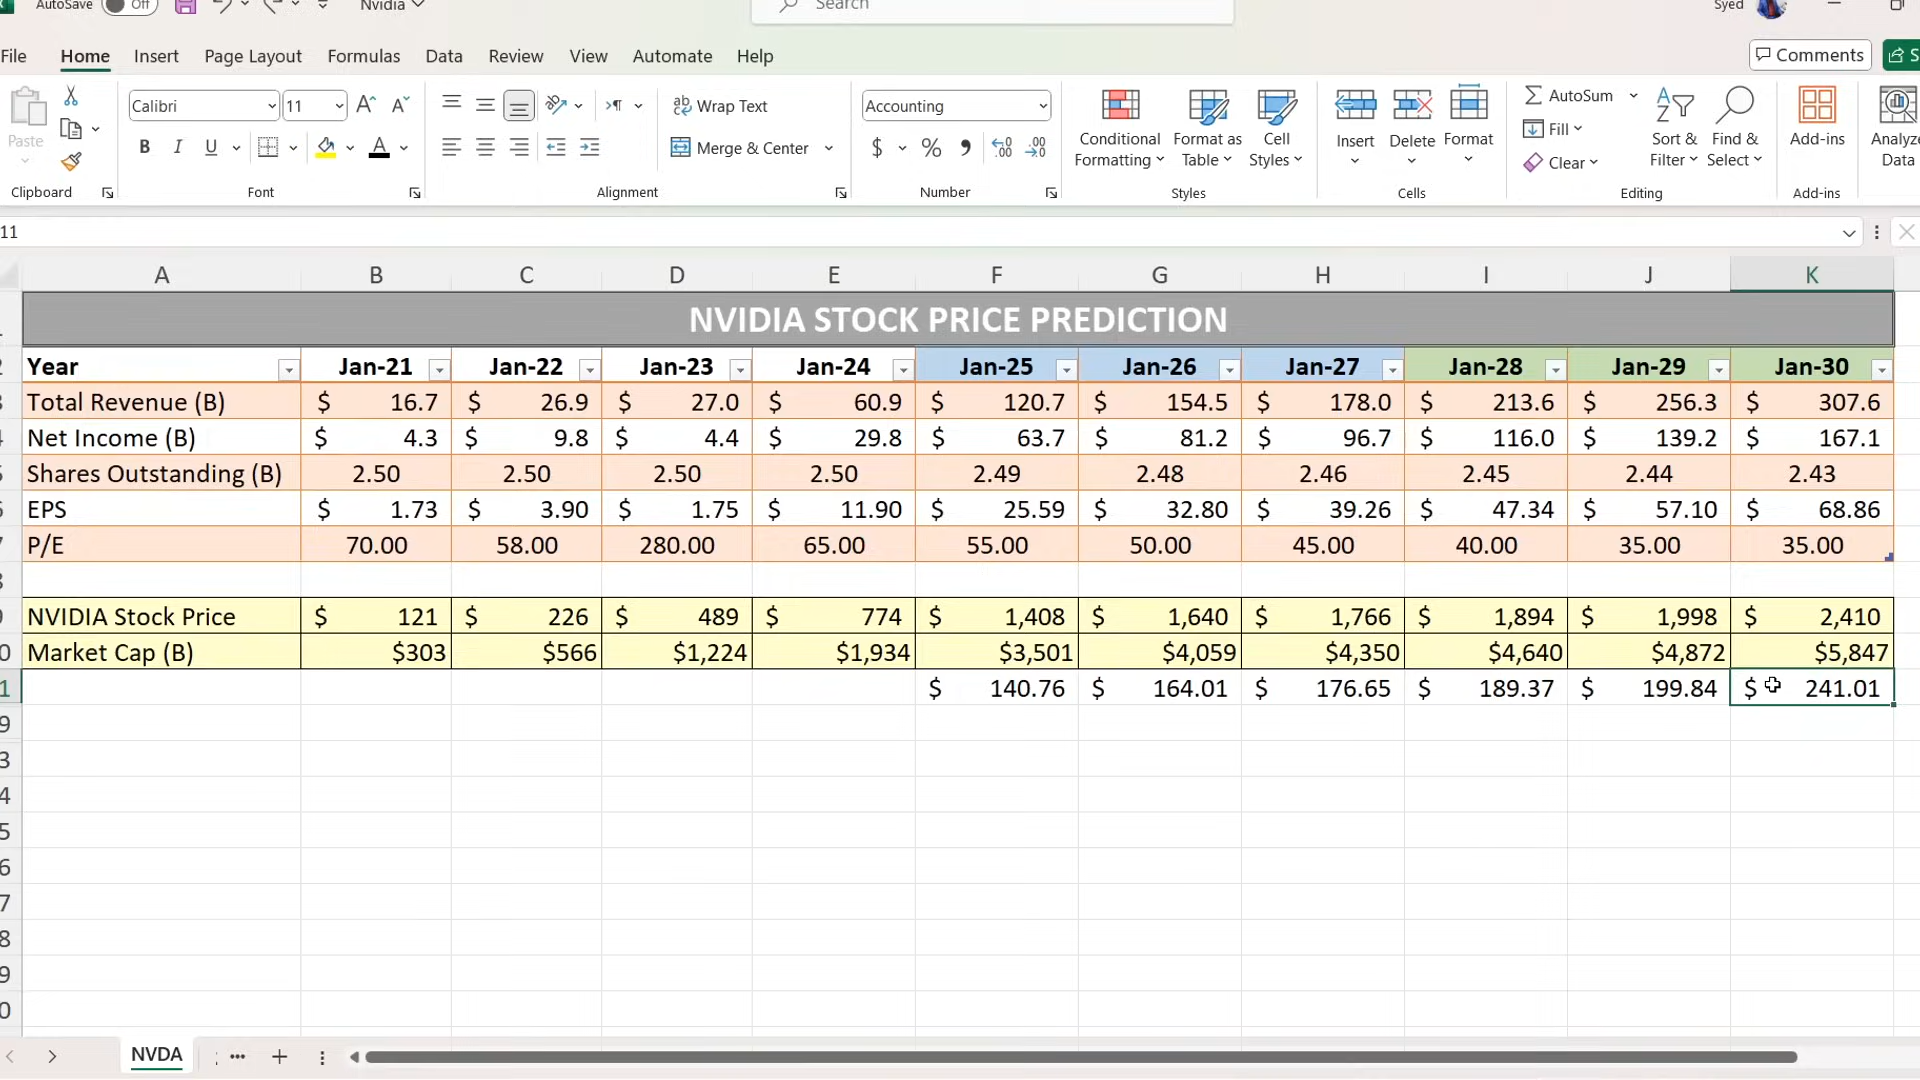 AutoSave Off Nvidia Search Syed
File Home Insert Page Layout Formulas Data Review View Automate Help Comments
Paste Calibri 11 Wrap Text Accounting AutoSum
Merge & Center $ % Fill
Conditional Formatting Format as Table Cell Styles Insert Delete Format Clear Sort & Filter Find & Select Add-ins Analyze Data
Clipboard Font Alignment Number Styles Cells Editing Add-ins
11
A B C D E F G H I J K
NVIDIA STOCK PRICE PREDICTION
Year Jan-21 Jan-22 Jan-23 Jan-24 Jan-25 Jan-26 Jan-27 Jan-28 Jan-29 Jan-30
Total Revenue (B) $ 16.7 $ 26.9 $ 27.0 $ 60.9 $ 120.7 $ 154.5 $ 178.0 $ 213.6 $ 256.3 $ 307.6
Net Income (B) $ 4.3 $ 9.8 $ 4.4 $ 29.8 $ 63.7 $ 81.2 $ 96.7 $ 116.0 $ 139.2 $ 167.1
Shares Outstanding (B) 2.50 2.50 2.50 2.50 2.49 2.48 2.46 2.45 2.44 2.43
EPS $ 1.73 $ 3.90 $ 1.75 $ 11.90 $ 25.59 $ 32.80 $ 39.26 $ 47.34 $ 57.10 $ 68.86
P/E 70.00 58.00 280.00 65.00 55.00 50.00 45.00 40.00 35.00 35.00
NVIDIA Stock Price $ 121 $ 226 $ 489 $ 774 $ 1,408 $ 1,640 $ 1,766 $ 1,894 $ 1,998 $ 2,410
Market Cap (B) $303 $566 $1,224 $1,934 $3,501 $4,059 $4,350 $4,640 $4,872 $5,847
$ 140.76 $ 164.01 $ 176.65 $ 189.37 $ 199.84 $ 241.01
NVDA